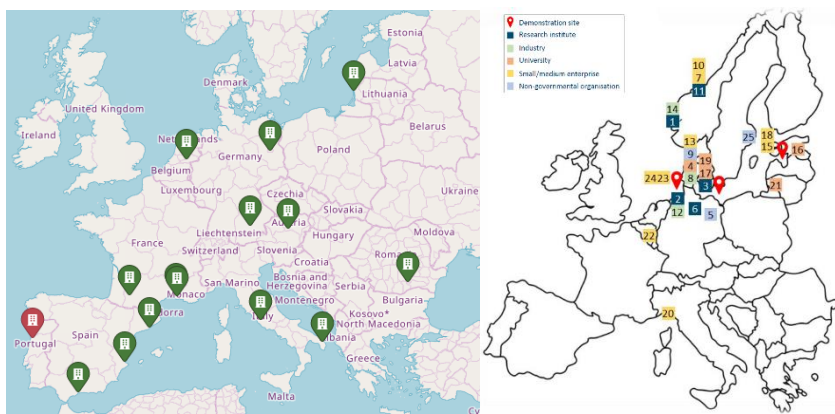 Estonia
Latvia
Denmark
Lithuania
United Kingdom
Ireland
Netherlands
Belarus
Poland
Germany
Belgium
Luxembourg
Czechia
Ukraine
Slovakia
Austria
Liechtenstein
France
Switzerland
Hungary
Moldova
Slovenia
Croatia
Romania
San Marino
Bosnia and
Herzegovina
Serbia
Monaco
Montenegro
Bulgaria
Andorra
Italy
Kosovo*
North Macedonia
Portugal
Spain
Albania
Greece
Malta
Cy
Demonstration site
Research institute
Industry
University
Small/medium enterprise
Non-governmental organisation
10
7
11
14
1
13
9
4
19
17
8
3
24 23
2
12
6
5
25
18
15
16
21
22
20